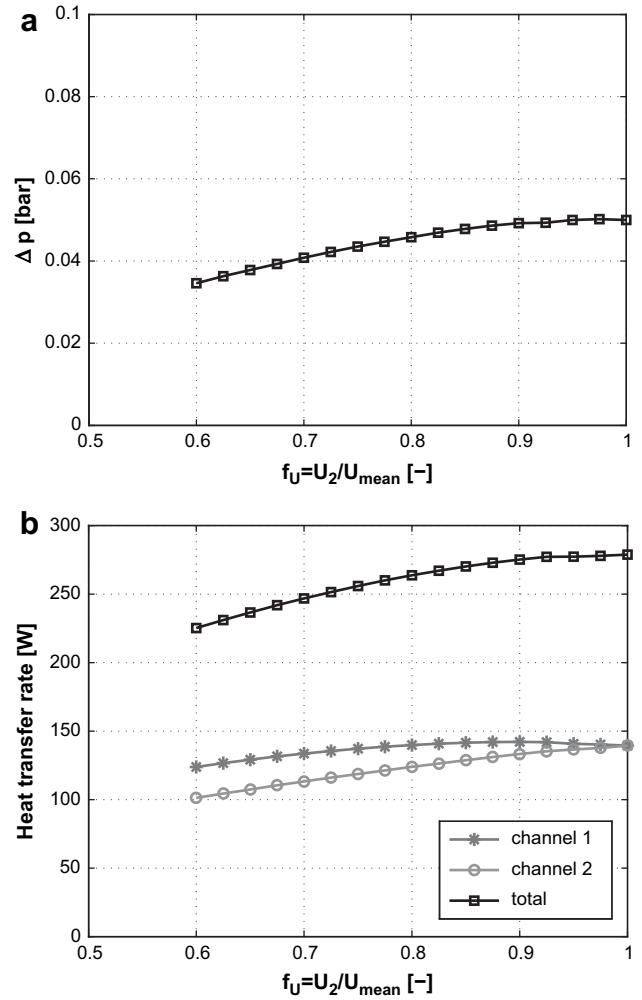 a
0.1
0.08
0.06
0.04
0.02
0
Δ p [bar]
0.5 0.6 0.7 0.8 0.9 1
f_U=U_2/U_mean [−]
b
300
250
200
150
100
50
0
Heat transfer rate [W]
channel 1
channel 2
total
0.5 0.6 0.7 0.8 0.9 1
f_U=U_2/U_mean [−]